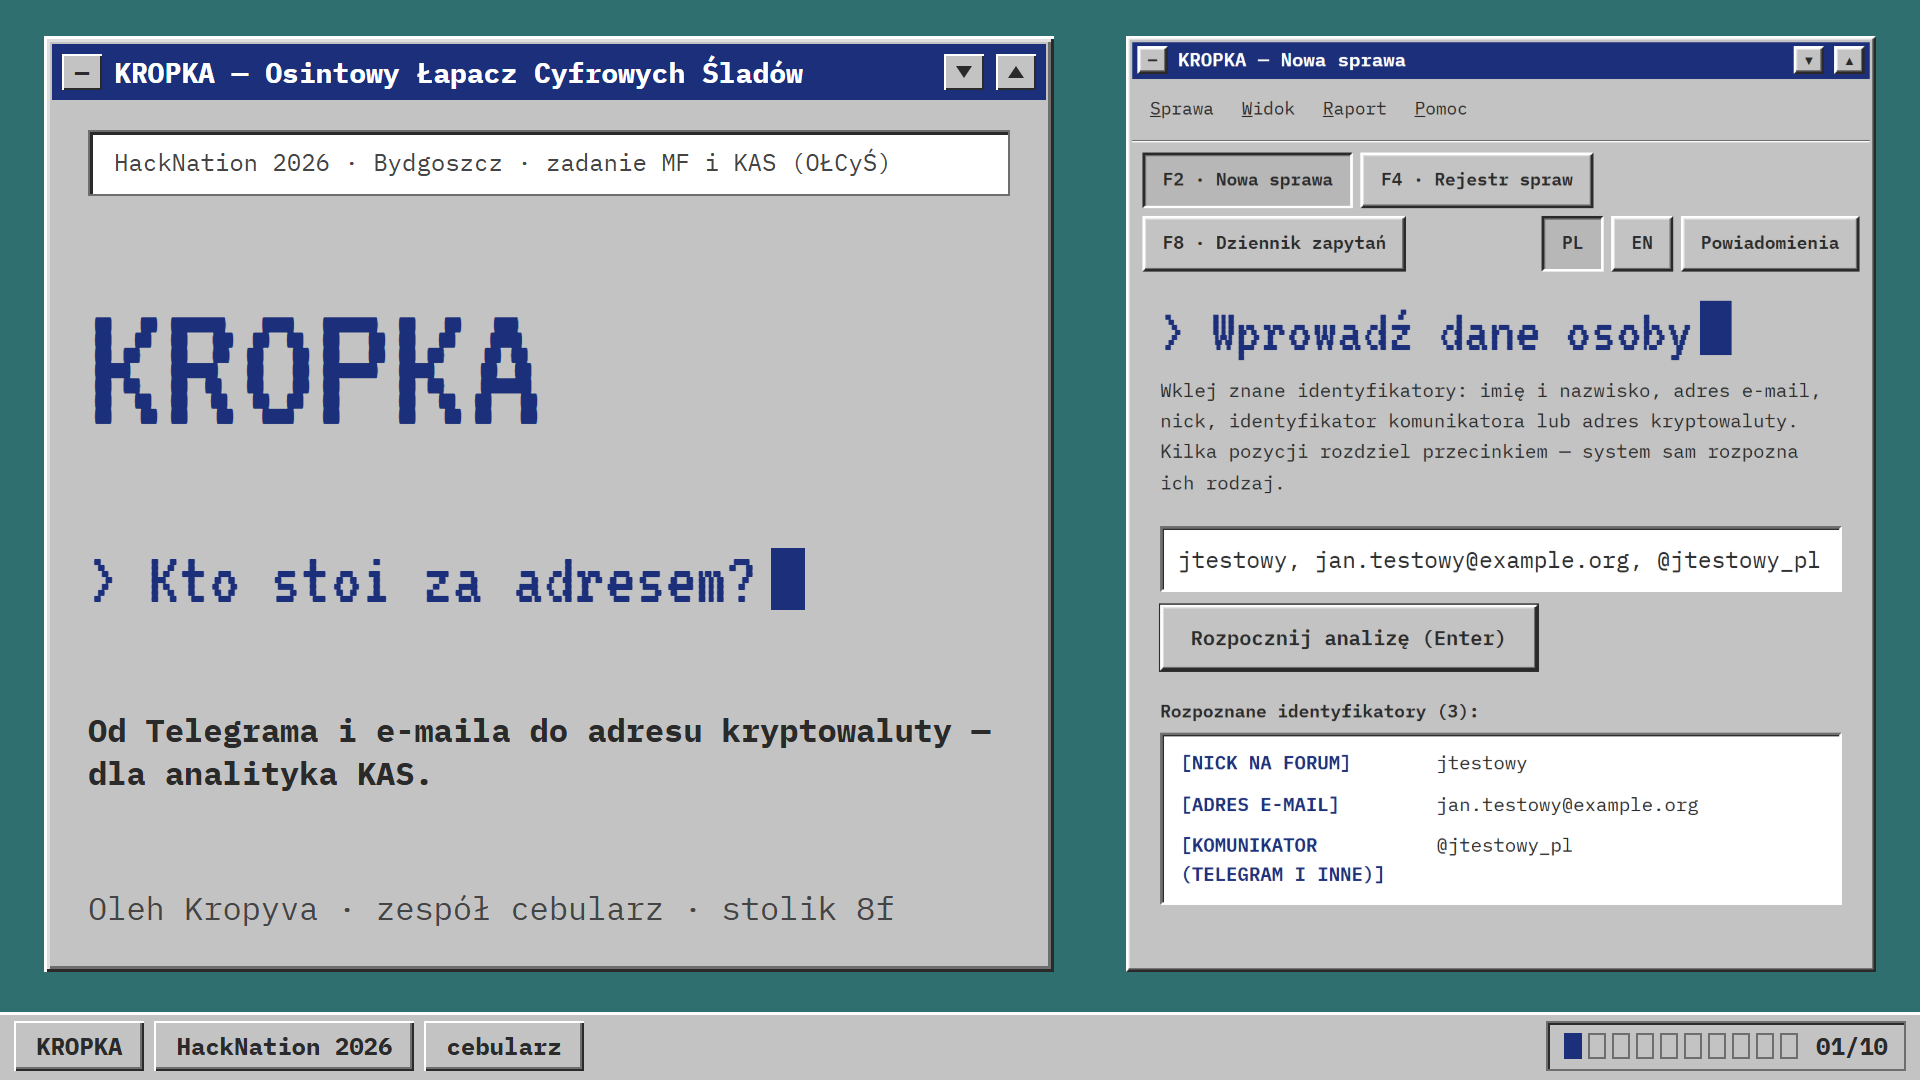 KROPKA — Osintowy Łapacz Cyfrowych Śladów
HackNation 2026 · Bydgoszcz · zadanie MF i KAS (OŁCyŚ)
KROPKA
> Kto stoi za adresem?
Od Telegrama i e-maila do adresu kryptowaluty —
dla analityka KAS.
Oleh Kropyva · zespół cebularz · stolik 8f
KROPKA — Nowa sprawa
Sprawa Widok Raport Pomoc
F2 · Nowa sprawa F4 · Rejestr spraw
F8 · Dziennik zapytań PL EN Powiadomienia
> Wprowadź dane osoby
Wklej znane identyfikatory: imię i nazwisko, adres e-mail,
nick, identyfikator komunikatora lub adres kryptowaluty.
Kilka pozycji rozdziel przecinkiem — system sam rozpozna
ich rodzaj.
jtestowy, jan.testowy@example.org, @jtestowy_pl
Rozpocznij analizę (Enter)
Rozpoznane identyfikatory (3):
[NICK NA FORUM] jtestowy
[ADRES E-MAIL] jan.testowy@example.org
[KOMUNIKATOR @jtestowy_pl
(TELEGRAM I INNE)]
KROPKA HackNation 2026 cebularz 01/10